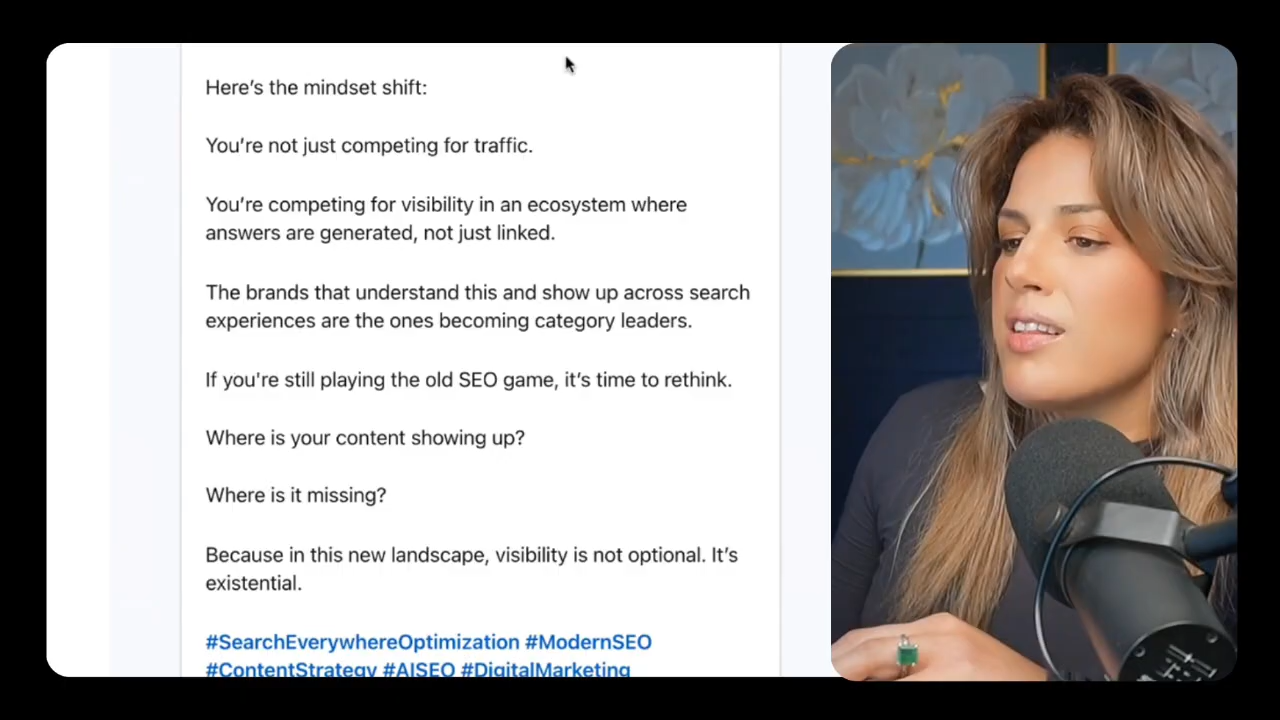 Here’s the mindset shift:
You’re not just competing for traffic.
You’re competing for visibility in an ecosystem where
answers are generated, not just linked.
The brands that understand this and show up across search
experiences are the ones becoming category leaders.
If you're still playing the old SEO game, it’s time to rethink.
Where is your content showing up?
Where is it missing?
Because in this new landscape, visibility is not optional. It’s
existential.
#SearchEverywhereOptimization #ModernSEO
#ContentStrategy #AISEO #DigitalMarketing